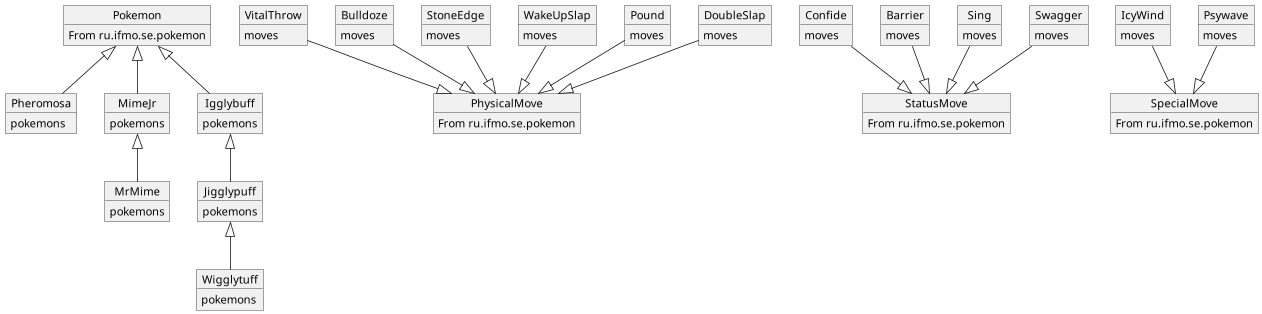 Pokemon
From ru.ifmo.se.pokemon
VitalThrow
moves
Bulldoze
moves
StoneEdge
moves
WakeUpSlap
moves
Pound
moves
DoubleSlap
moves
Confide
moves
Barrier
moves
Sing
moves
Swagger
moves
IcyWind
moves
Psywave
moves
Pheromosa
pokemons
MimeJr
pokemons
Igglybuff
pokemons
PhysicalMove
From ru.ifmo.se.pokemon
StatusMove
From ru.ifmo.se.pokemon
SpecialMove
From ru.ifmo.se.pokemon
MrMime
pokemons
Jigglypuff
pokemons
Wigglytuff
pokemons